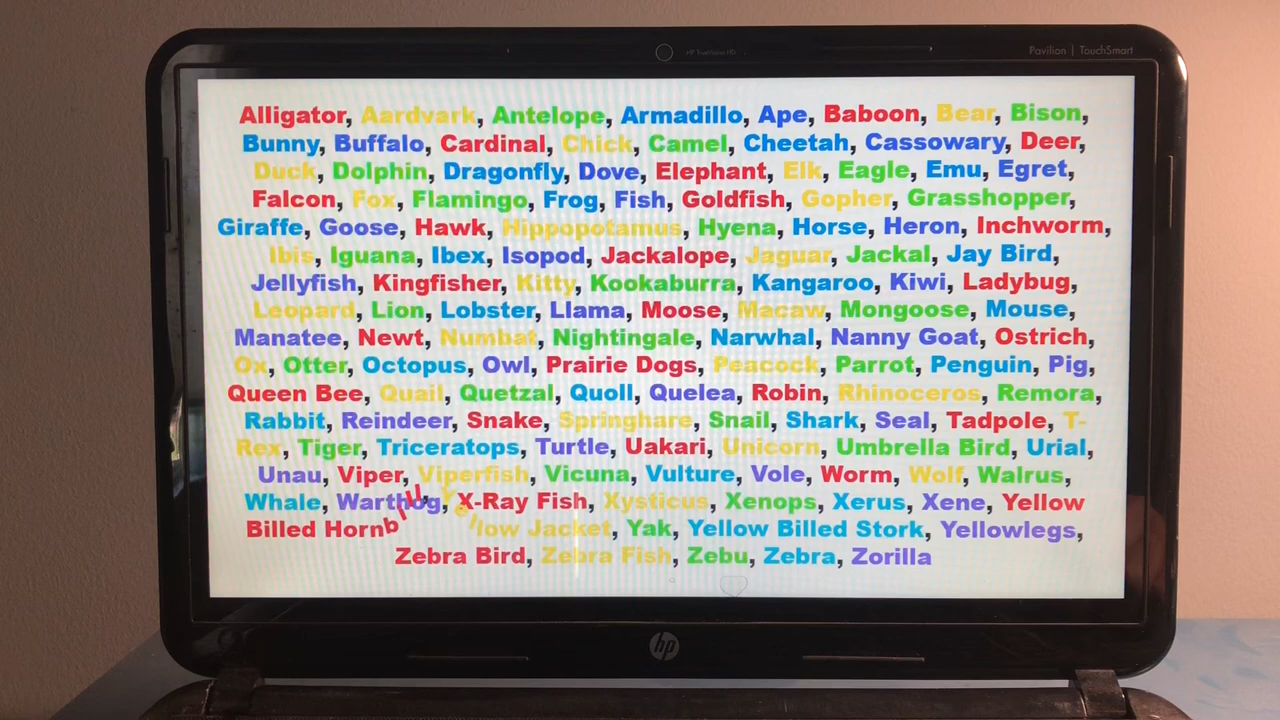 HP TrueVision HD
Pavilion | TouchSmart
Alligator, Aardvark, Antelope, Armadillo, Ape, Baboon, Bear, Bison,
Bunny, Buffalo, Cardinal, Chick, Camel, Cheetah, Cassowary, Deer,
Duck, Dolphin, Dragonfly, Dove, Elephant, Elk, Eagle, Emu, Egret,
Falcon, Fox, Flamingo, Frog, Fish, Goldfish, Gopher, Grasshopper,
Giraffe, Goose, Hawk, Hippopotamus, Hyena, Horse, Heron, Inchworm,
Ibis, Iguana, Ibex, Isopod, Jackalope, Jaguar, Jackal, Jay Bird,
Jellyfish, Kingfisher, Kitty, Kookaburra, Kangaroo, Kiwi, Ladybug,
Leopard, Lion, Lobster, Llama, Moose, Macaw, Mongoose, Mouse,
Manatee, Newt, Numbat, Nightingale, Narwhal, Nanny Goat, Ostrich,
Ox, Otter, Octopus, Owl, Prairie Dogs, Peacock, Parrot, Penguin, Pig,
Queen Bee, Quail, Quetzal, Quoll, Quelea, Robin, Rhinoceros, Remora,
Rabbit, Reindeer, Snake, Springhare, Snail, Shark, Seal, Tadpole, T-
Rex, Tiger, Triceratops, Turtle, Uakari, Unicorn, Umbrella Bird, Urial,
Unau, Viper, Viperfish, Vicuna, Vulture, Vole, Worm, Wolf, Walrus,
Whale, Warthog, X-Ray Fish, Xysticus, Xenops, Xerus, Xene, Yellow
Billed Hornbill, Yellow Jacket, Yak, Yellow Billed Stork, Yellowlegs,
Zebra Bird, Zebra Fish, Zebu, Zebra, Zorilla
hp